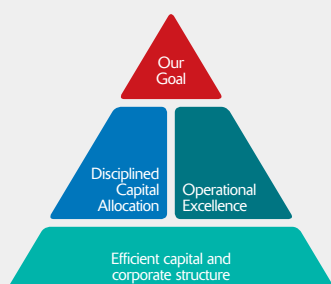 Our
Goal
Disciplined
Capital
Allocation
Operational
Excellence
Efficient capital and
corporate structure